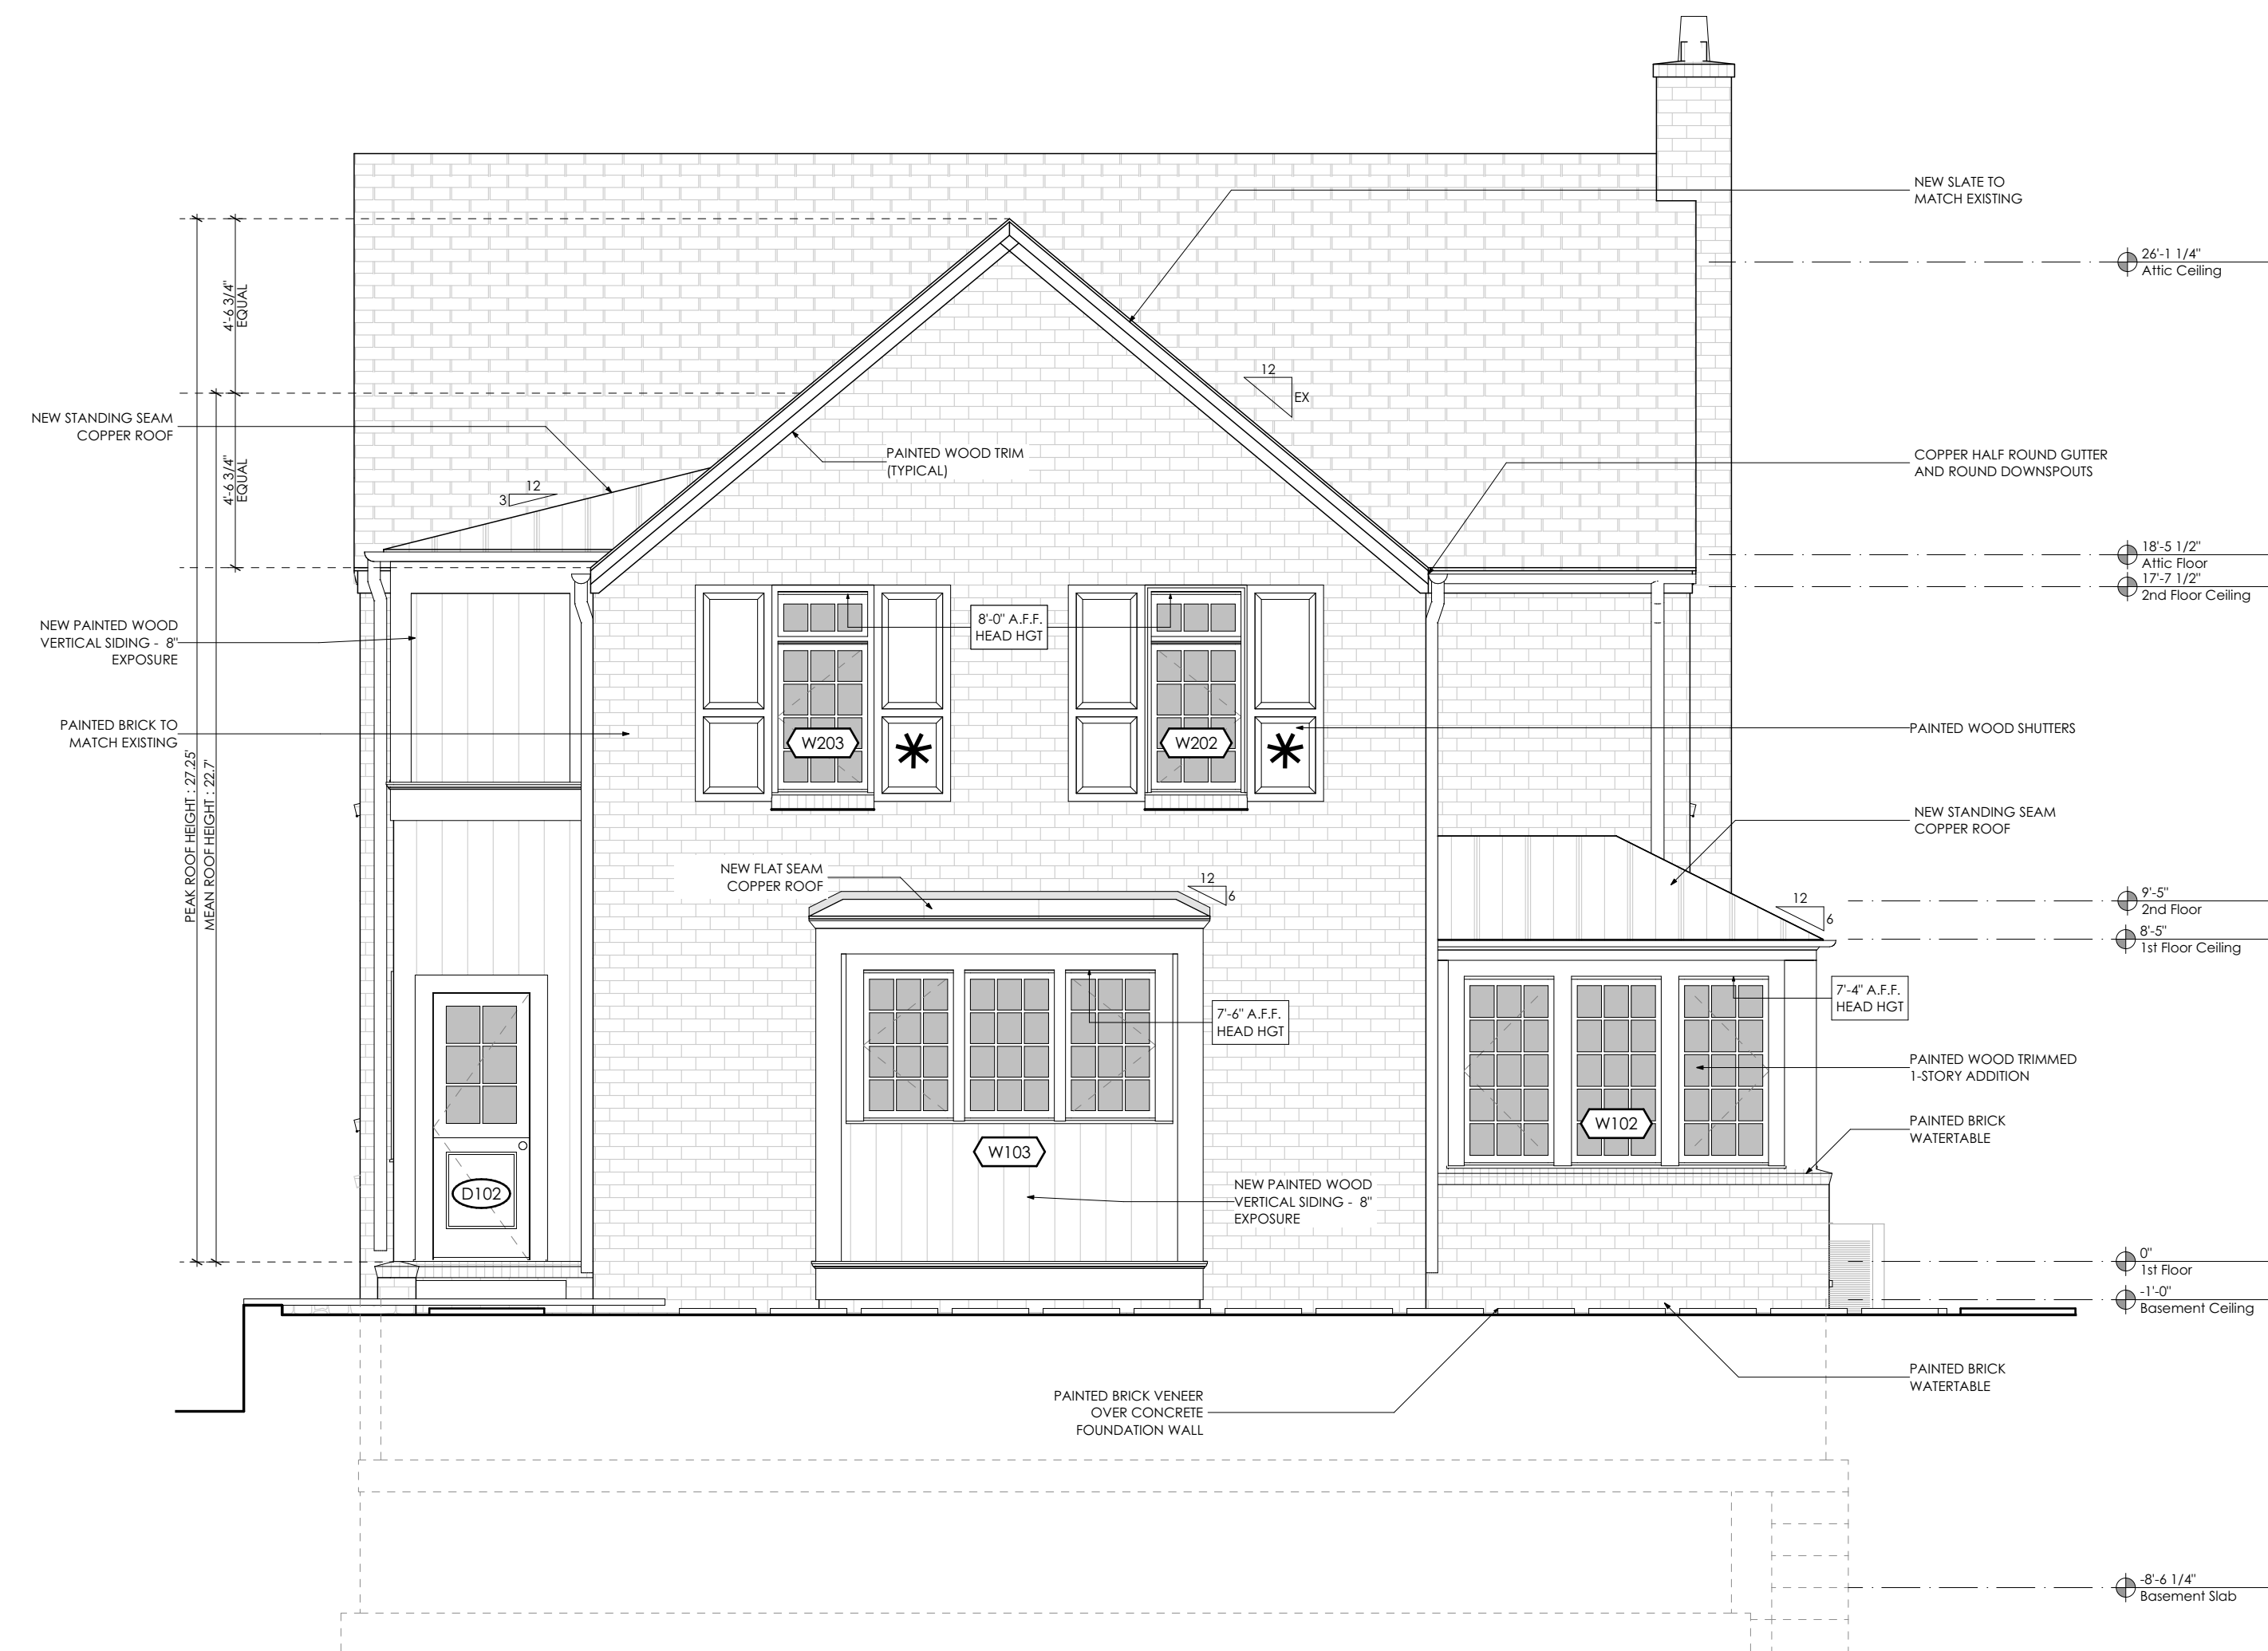 NEW SLATE TO
MATCH EXISTING
26'-1 1/4"
Attic Ceiling
4'-6 3/4"
EQUAL
12
EX
NEW STANDING SEAM
COPPER ROOF
PAINTED WOOD TRIM
(TYPICAL)
COPPER HALF ROUND GUTTER
AND ROUND DOWNSPOUTS
4'-6 3/4"
EQUAL
12
3
18'-5 1/2"
Attic Floor
17'-7 1/2"
2nd Floor Ceiling
NEW PAINTED WOOD
VERTICAL SIDING - 8"
EXPOSURE
8'-0" A.F.F.
HEAD HGT
PAINTED BRICK TO
MATCH EXISTING
W203
W202
PAINTED WOOD SHUTTERS
PEAK ROOF HEIGHT : 27.25'
MEAN ROOF HEIGHT : 22.7'
NEW STANDING SEAM
COPPER ROOF
NEW FLAT SEAM
COPPER ROOF
12
6
12
6
9'-5"
2nd Floor
8'-5"
1st Floor Ceiling
7'-6" A.F.F.
HEAD HGT
7'-4" A.F.F.
HEAD HGT
PAINTED WOOD TRIMMED
1-STORY ADDITION
W102
PAINTED BRICK
WATERTABLE
W103
D102
NEW PAINTED WOOD
VERTICAL SIDING - 8"
EXPOSURE
0"
1st Floor
-1'-0"
Basement Ceiling
PAINTED BRICK VENEER
OVER CONCRETE
FOUNDATION WALL
PAINTED BRICK
WATERTABLE
-8'-6 1/4"
Basement Slab